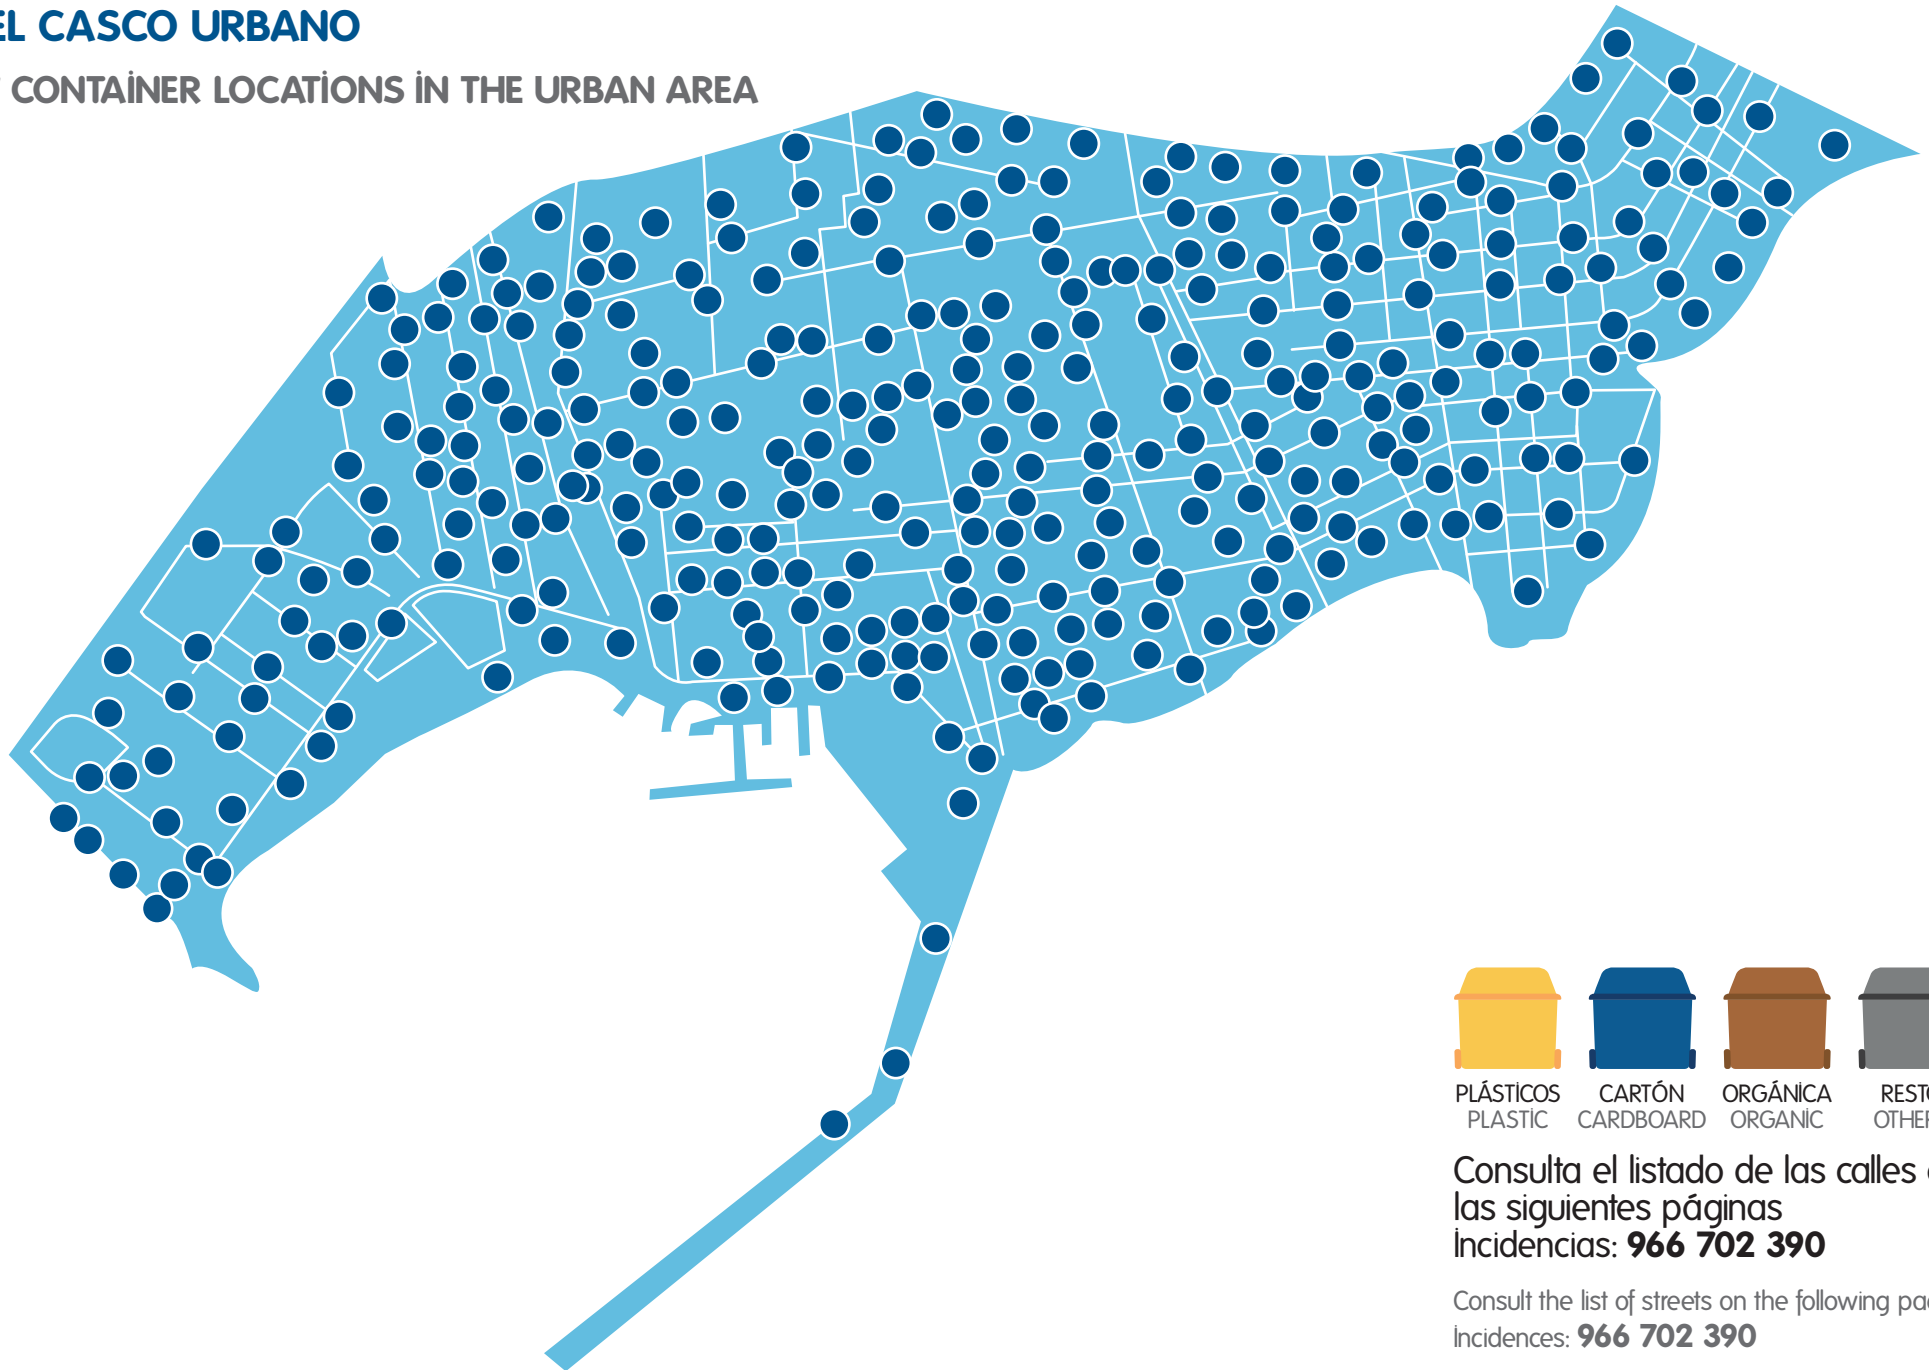 EL CASCO URBANO
CONTAINER LOCATIONS IN THE URBAN AREA
PLÁSTICOS
PLASTIC
CARTÓN
CARDBOARD
ORGÁNICA
ORGANIC
Consulta el listado de las calles
las siguientes páginas
Incidencias: 966 702 390
Consult the list of streets on the following
Incidences: 966 702 390